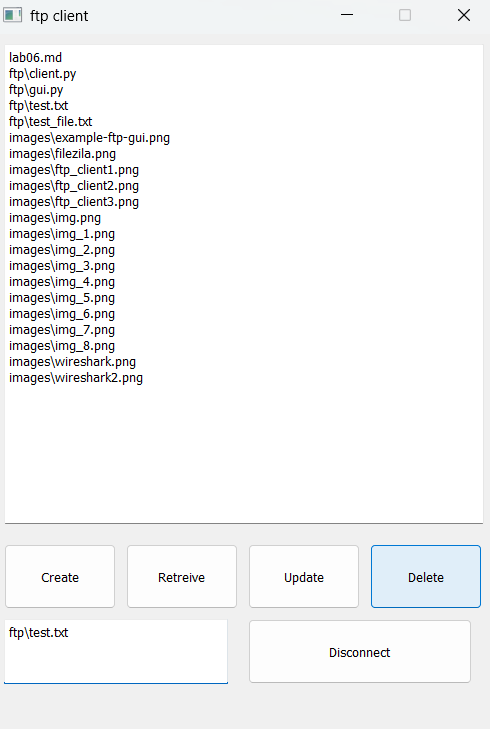 ftp client
lab06.md
ftp\client.py
ftp\gui.py
ftp\test.txt
ftp\test_file.txt
images\example-ftp-gui.png
images\filezila.png
images\ftp_client1.png
images\ftp_client2.png
images\ftp_client3.png
images\img.png
images\img_1.png
images\img_2.png
images\img_3.png
images\img_4.png
images\img_5.png
images\img_6.png
images\img_7.png
images\img_8.png
images\wireshark.png
images\wireshark2.png
Create Retreive Update Delete
ftp\test.txt
Disconnect